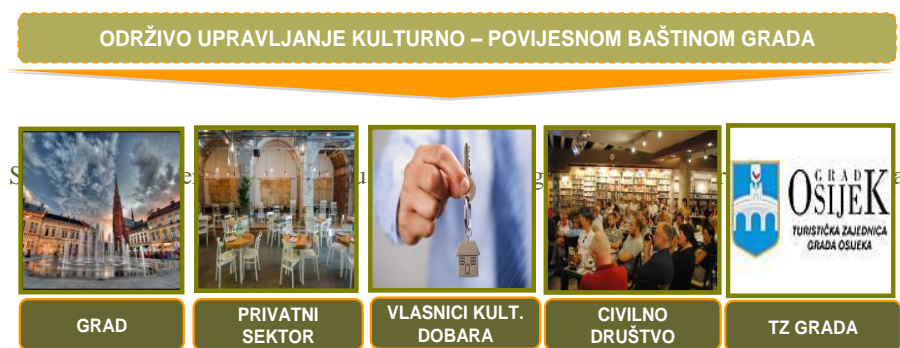 ODRŽIVO UPRAVLJANJE KULTURNO – POVIJESNOM BAŠTINOM GRADA
GRAD
OSIJEK
TURISTIČKA ZAJEDNICA
GRADA OSIJEKA
GRAD
PRIVATNI
SEKTOR
VLASNICI KULT.
DOBARA
CIVILNO
DRUŠTVO
TZ GRADA